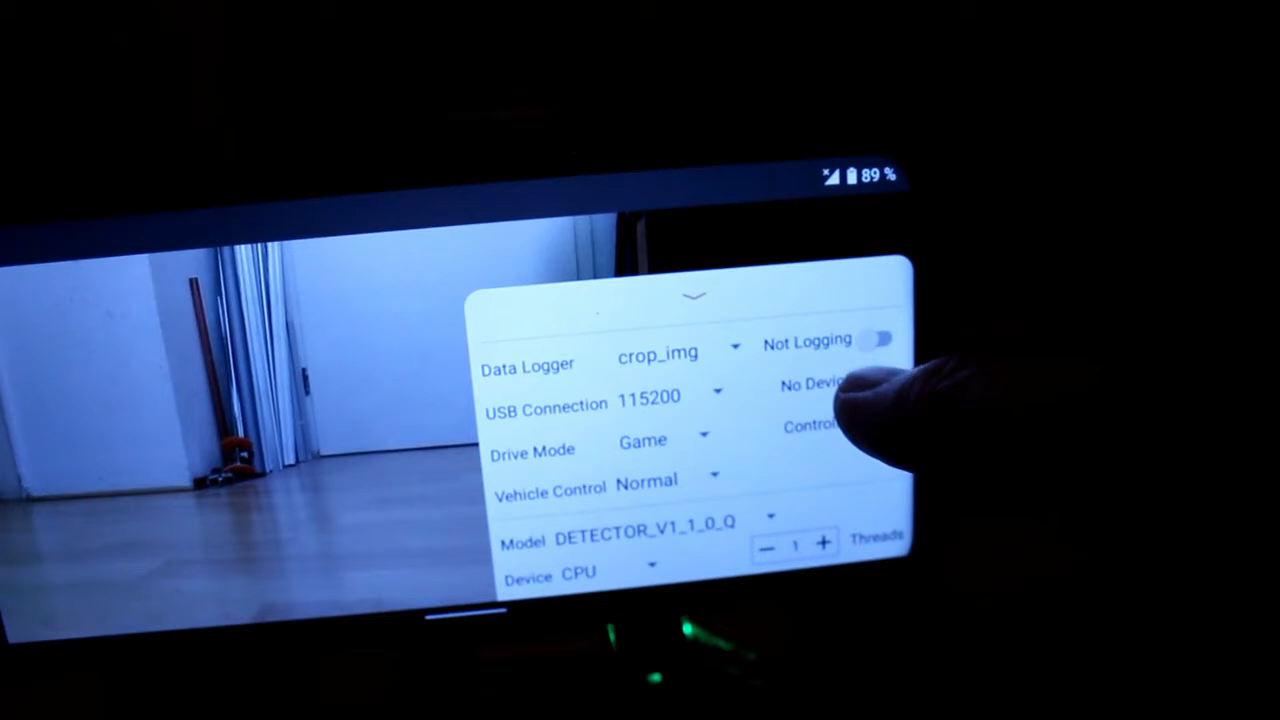 89 %
Data Logger crop_img Not Logging
USB Connection 115200 No
Drive Mode Game
Vehicle Control Normal
Model DETECTOR_V1_1_0_Q
Device CPU − 1 + Threads